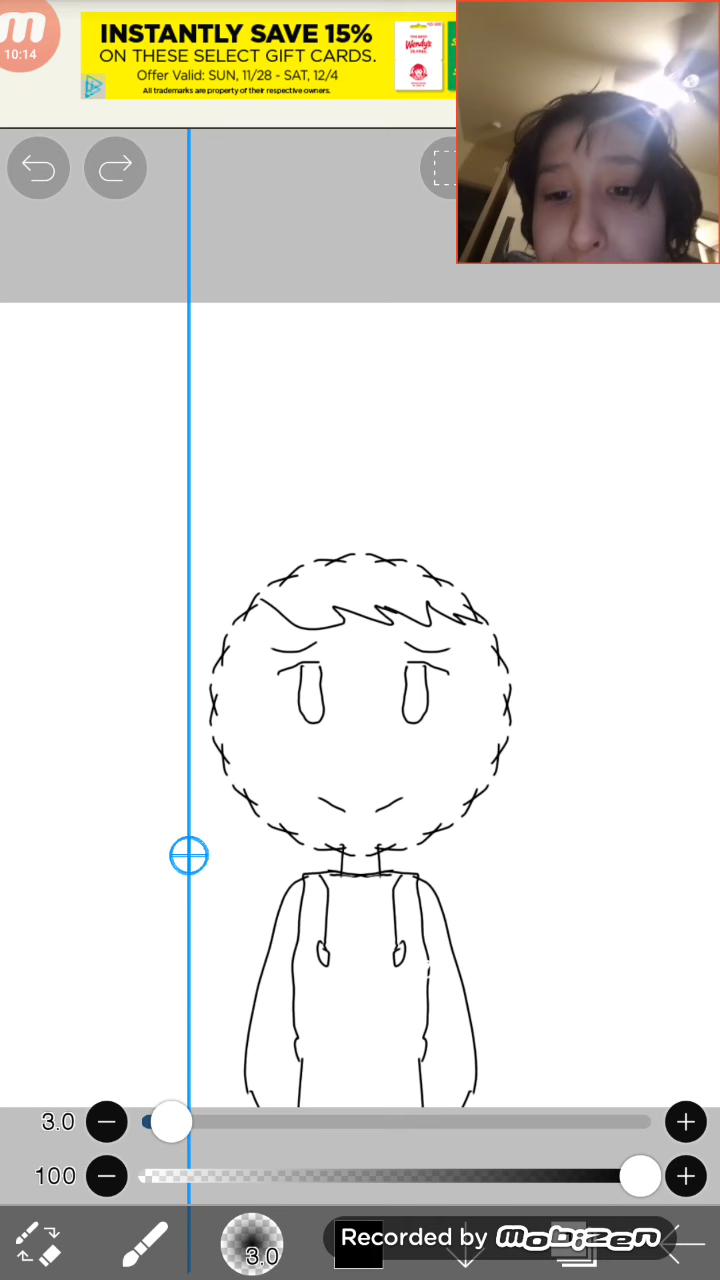 m
10:14
INSTANTLY SAVE 15%
ON THESE SELECT GIFT CARDS.
Offer Valid: SUN, 11/28 - SAT, 12/4
All trademarks are property of their respective owners.
Wendy's
3.0
100
3.0
Recorded by mobizen